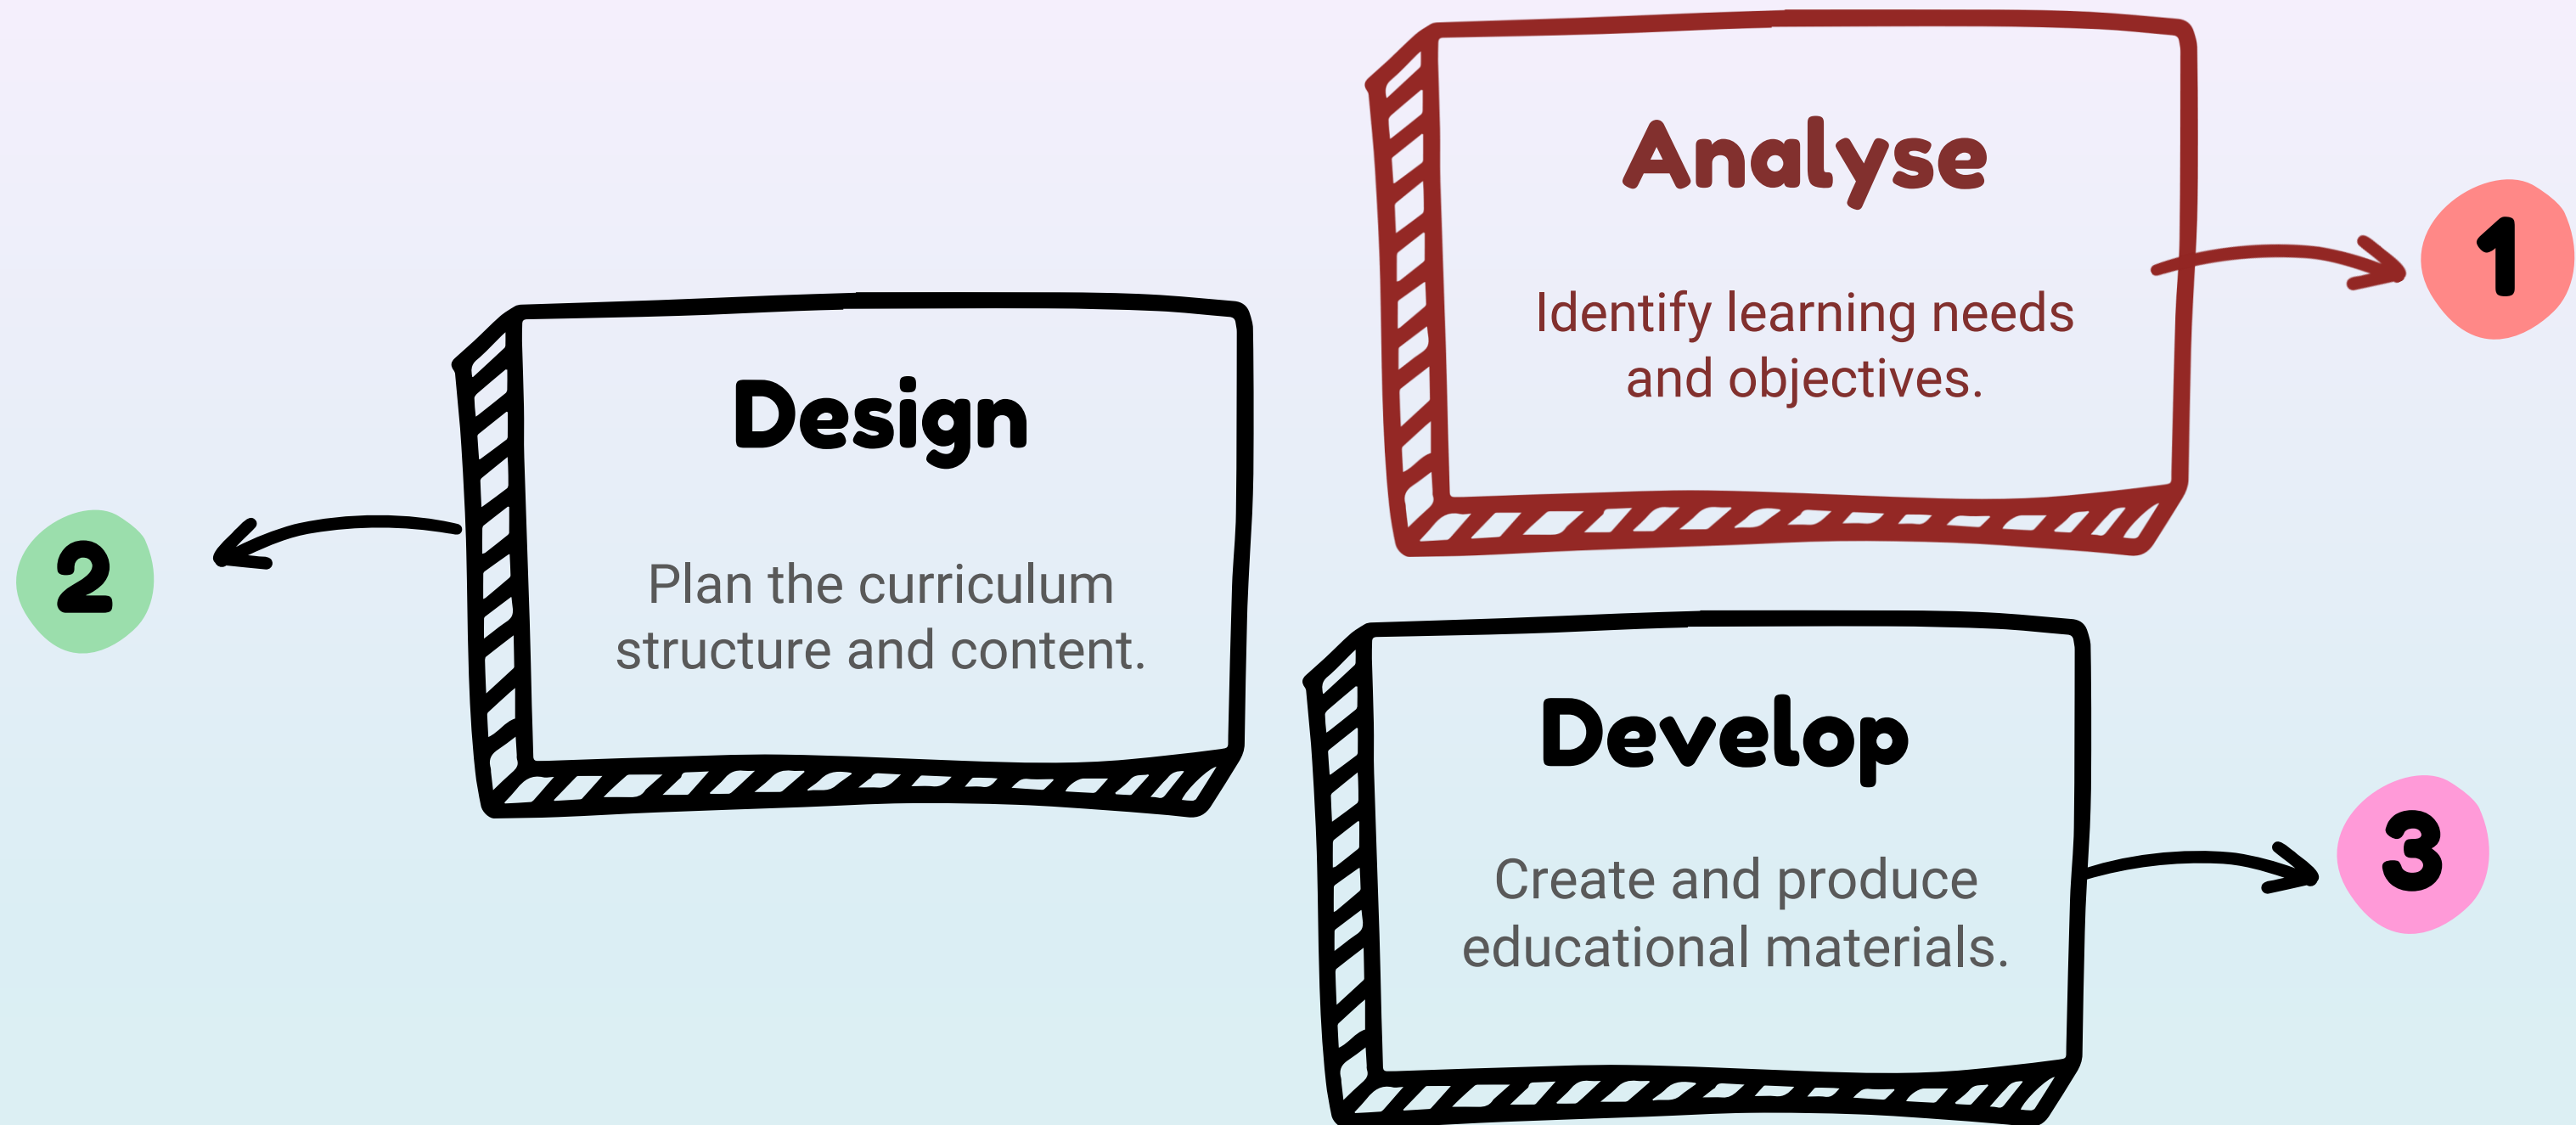 Analyse
Identify learning needs
and objectives.
1
Design
Plan the curriculum
structure and content.
2
Develop
Create and produce
educational materials.
3